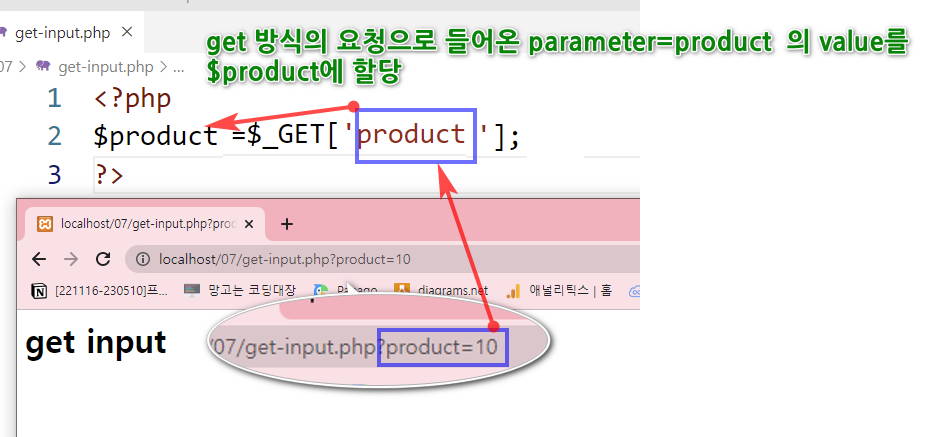 get-input.php
get 방식의 요청으로 들어온 parameter=product 의 value를
$product에 할당
07 > get-input.php > ...
1 <?php
2 $product =$_GET['product '];
3 ?>
localhost/07/get-input.php?prod
localhost/07/get-input.php?product=10
[221116-230510]프... 망고는 코딩대장 diagrams.net 애널리틱스 | 홈
get input
/07/get-input.php?product=10